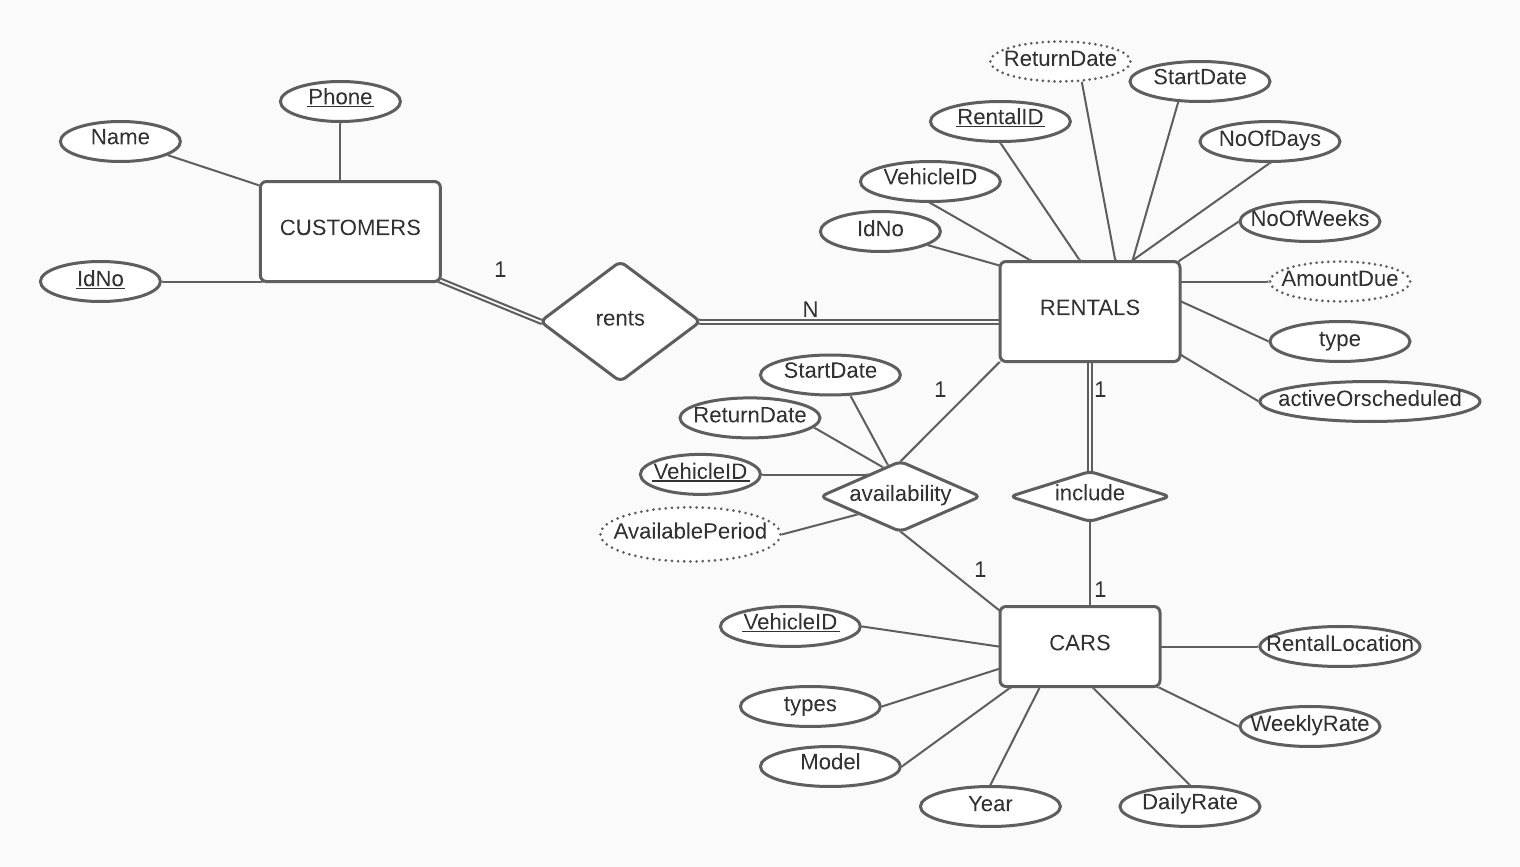 ReturnDate
StartDate
Phone
RentalID
Name
NoOfDays
VehicleID
NoOfWeeks
IdNo
CUSTOMERS
IdNo
1
AmountDue
RENTALS
N
rents
type
StartDate
1
1
activeOrscheduled
ReturnDate
VehicleID
availability
include
AvailablePeriod
1
1
VehicleID
CARS
RentalLocation
types
WeeklyRate
Model
Year
DailyRate